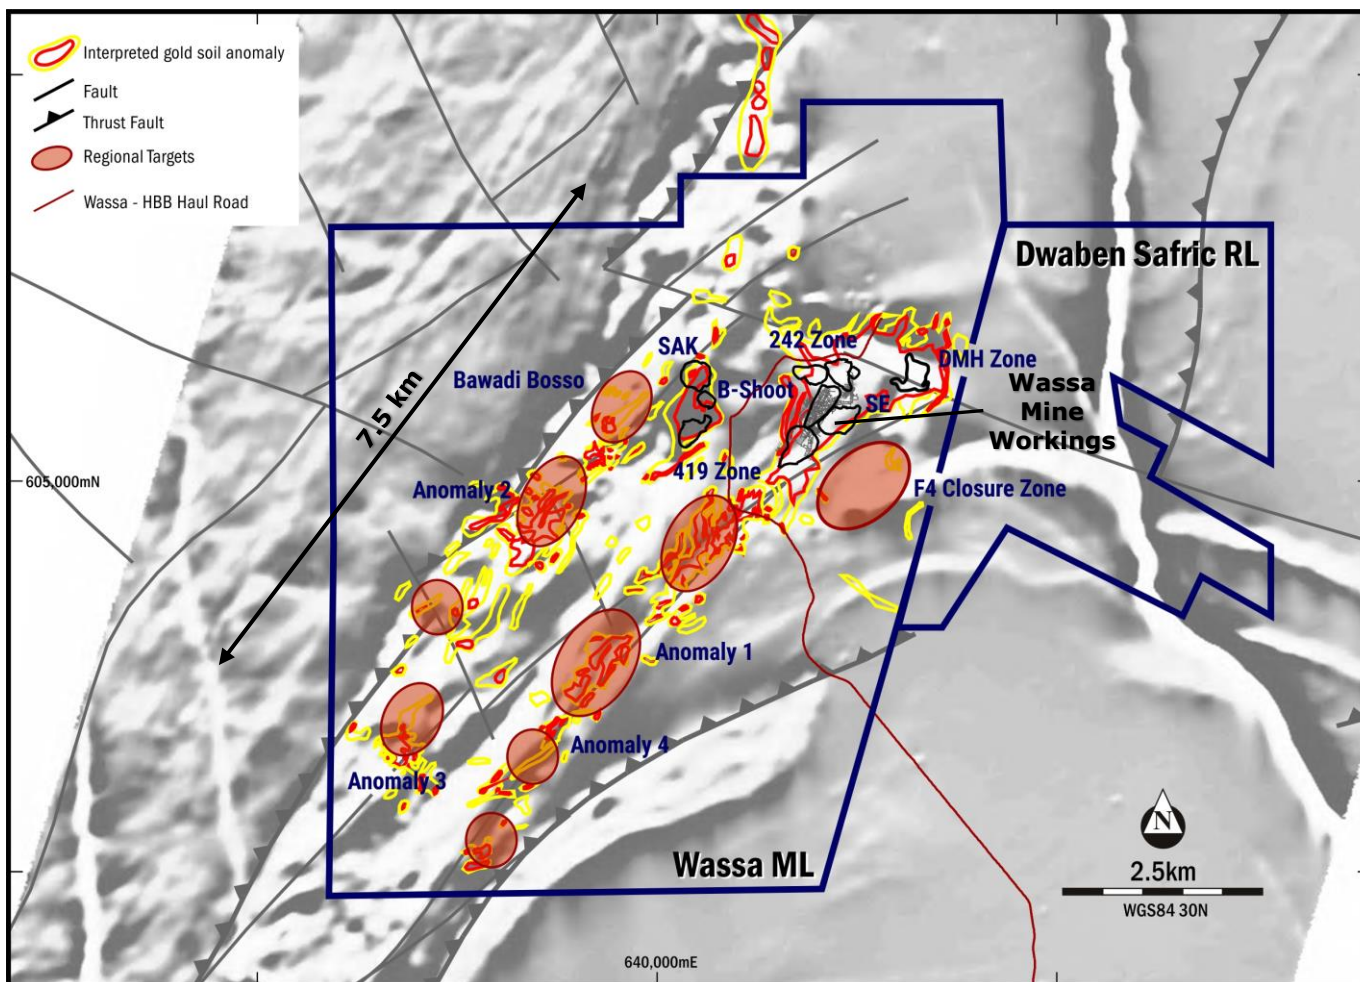 Interpreted gold soil anomaly
Fault
Thrust Fault
Regional Targets
Wassa - HBB Haul Road
7.5 km
Dwaben Safric RL
242 Zone
SAK
DMH Zone
Bawadi Bosso
B-Shoot
SE
Wassa
Mine
Workings
419 Zone
605,000mN
Anomaly 2
F4 Closure Zone
Anomaly 1
Anomaly 4
Anomaly 3
Wassa ML
N
2.5km
WGS84 30N
640,000mE